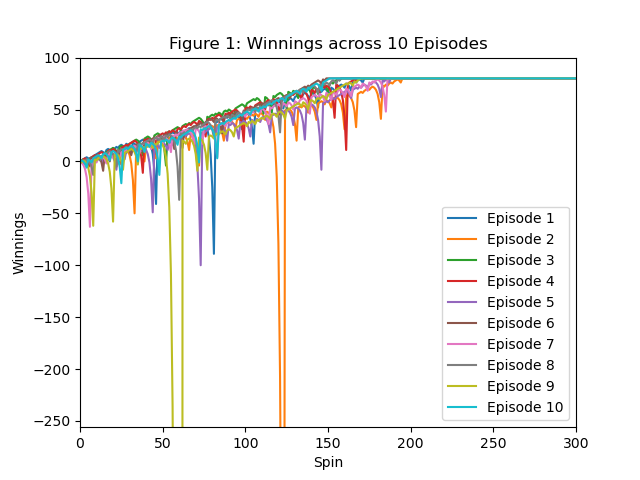 Figure 1: Winnings across 10 Episodes
100
50
0
−50
−100
−150
−200
−250
Winnings
Episode 1
Episode 2
Episode 3
Episode 4
Episode 5
Episode 6
Episode 7
Episode 8
Episode 9
Episode 10
0 50 100 150 200 250 300
Spin